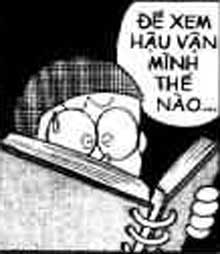 ĐỂ XEM
HẬU VẬN
MÌNH
THẾ
NÀO...